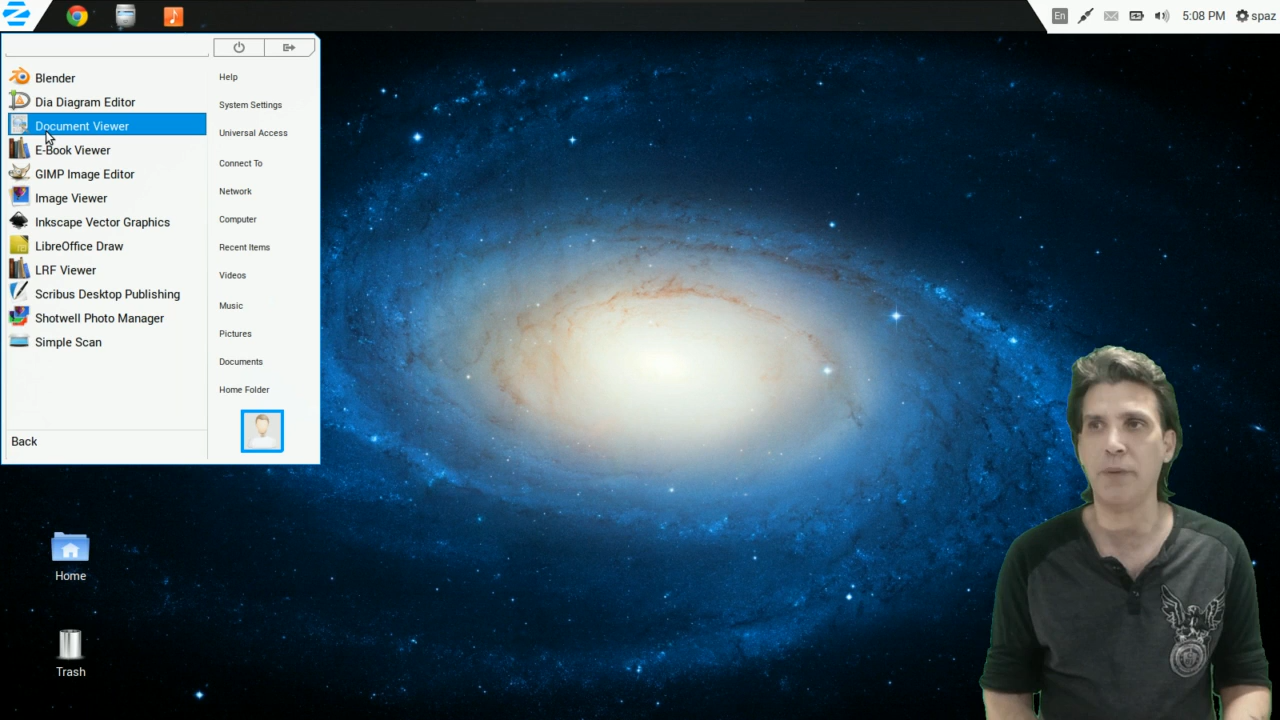 En
5:08 PM
spaz
Blender
Dia Diagram Editor
Document Viewer
E-Book Viewer
GIMP Image Editor
Image Viewer
Inkscape Vector Graphics
LibreOffice Draw
LRF Viewer
Scribus Desktop Publishing
Shotwell Photo Manager
Simple Scan
Back
Help
System Settings
Universal Access
Connect To
Network
Computer
Recent Items
Videos
Music
Pictures
Documents
Home Folder
Home
Trash